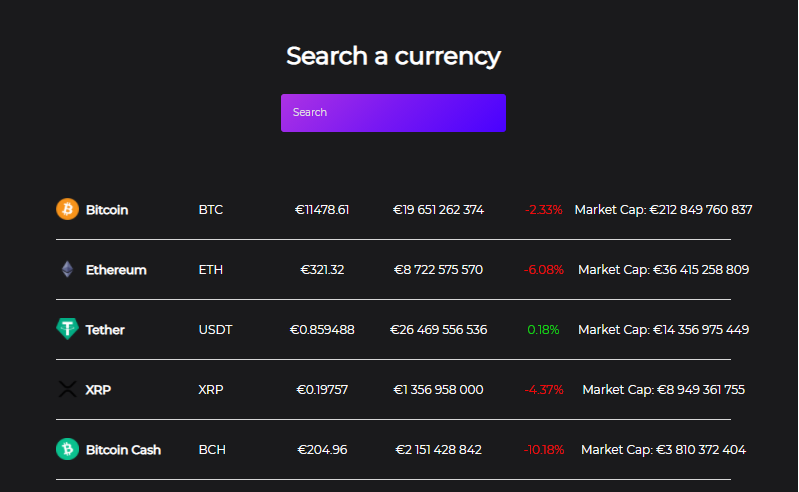 Search a currency
Search
Bitcoin BTC €11478.61 €19 651 262 374 -2.33% Market Cap: €212 849 760 837
Ethereum ETH €321.32 €8 722 575 570 -6.08% Market Cap: €36 415 258 809
Tether USDT €0.859488 €26 469 556 536 0.18% Market Cap: €14 356 975 449
XRP XRP €0.19757 €1 356 958 000 -4.37% Market Cap: €8 949 361 755
Bitcoin Cash BCH €204.96 €2 151 428 842 -10.18% Market Cap: €3 810 372 404